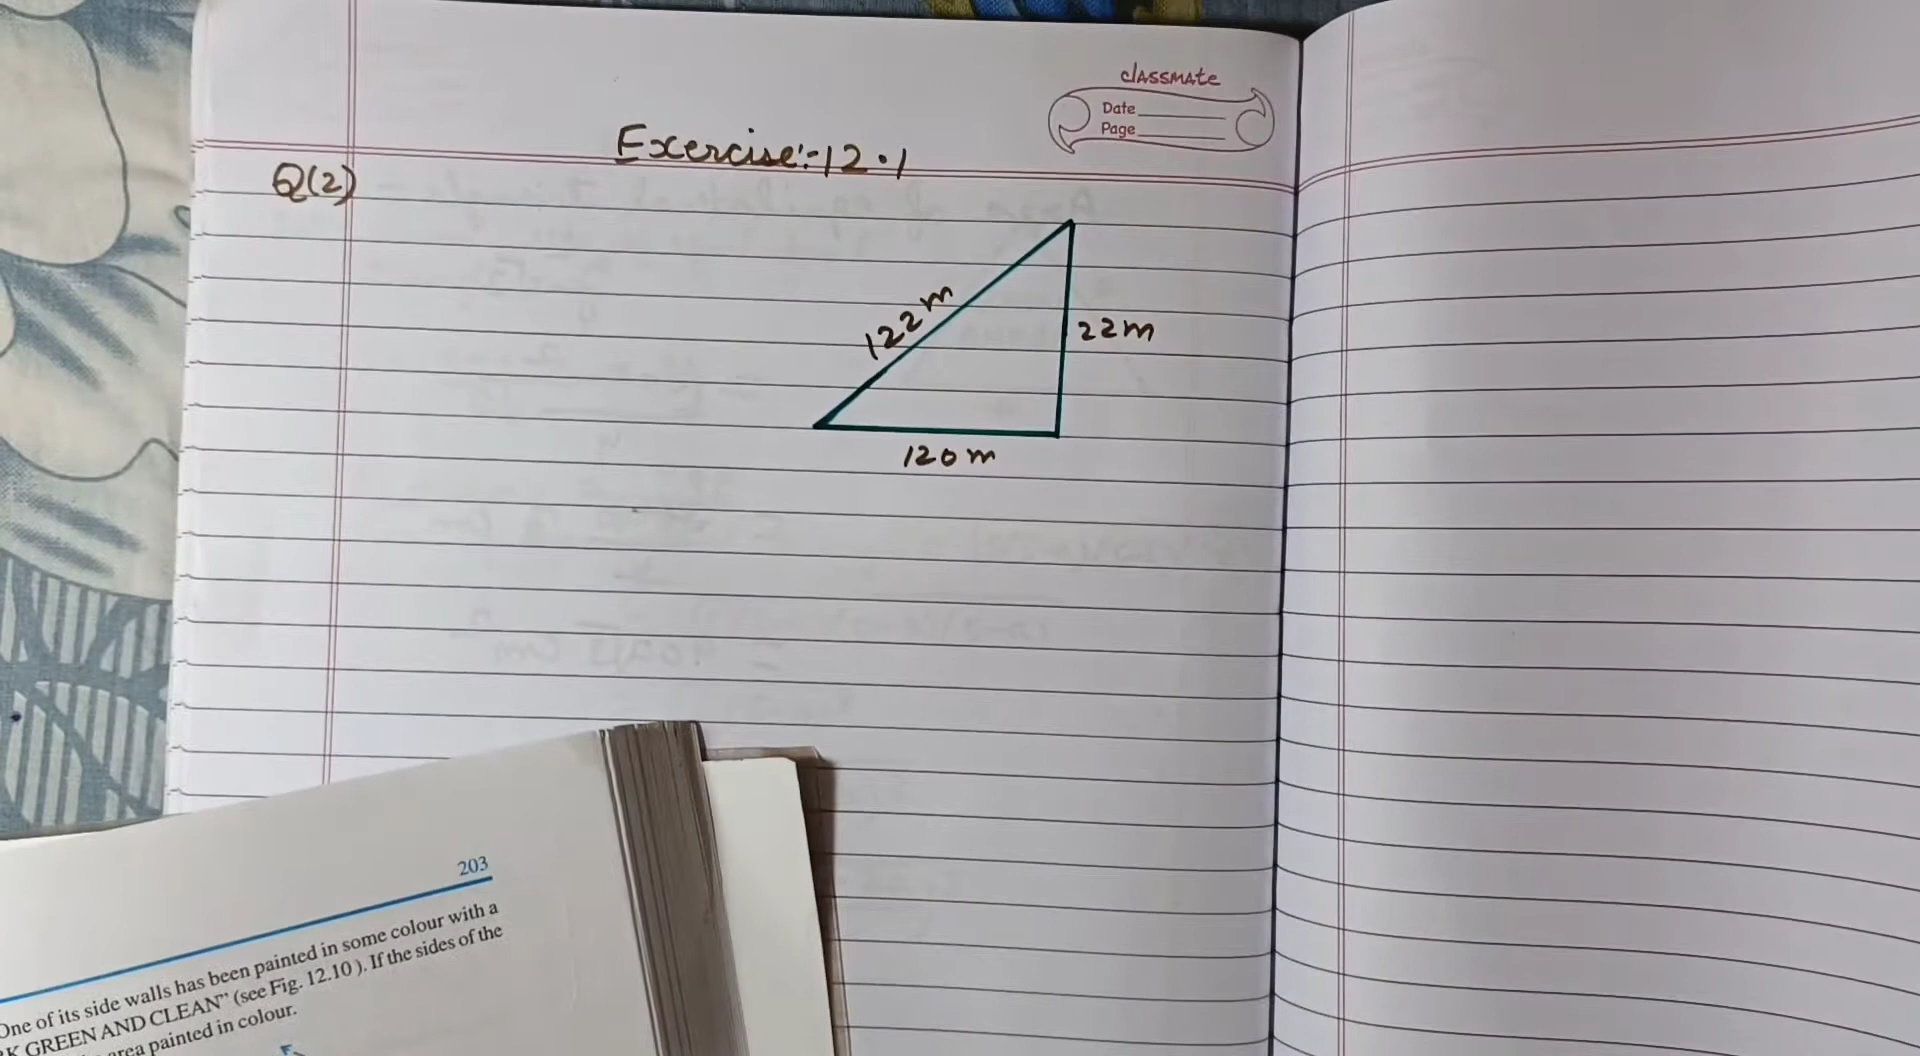 classmate
Date
Page
Exercise:-12.1
Q(2)
122m
22m
120m
203
One of its side walls has been painted in some colour with a
K GREEN AND CLEAN" (see Fig. 12.10 ). If the sides of the
area painted in colour.